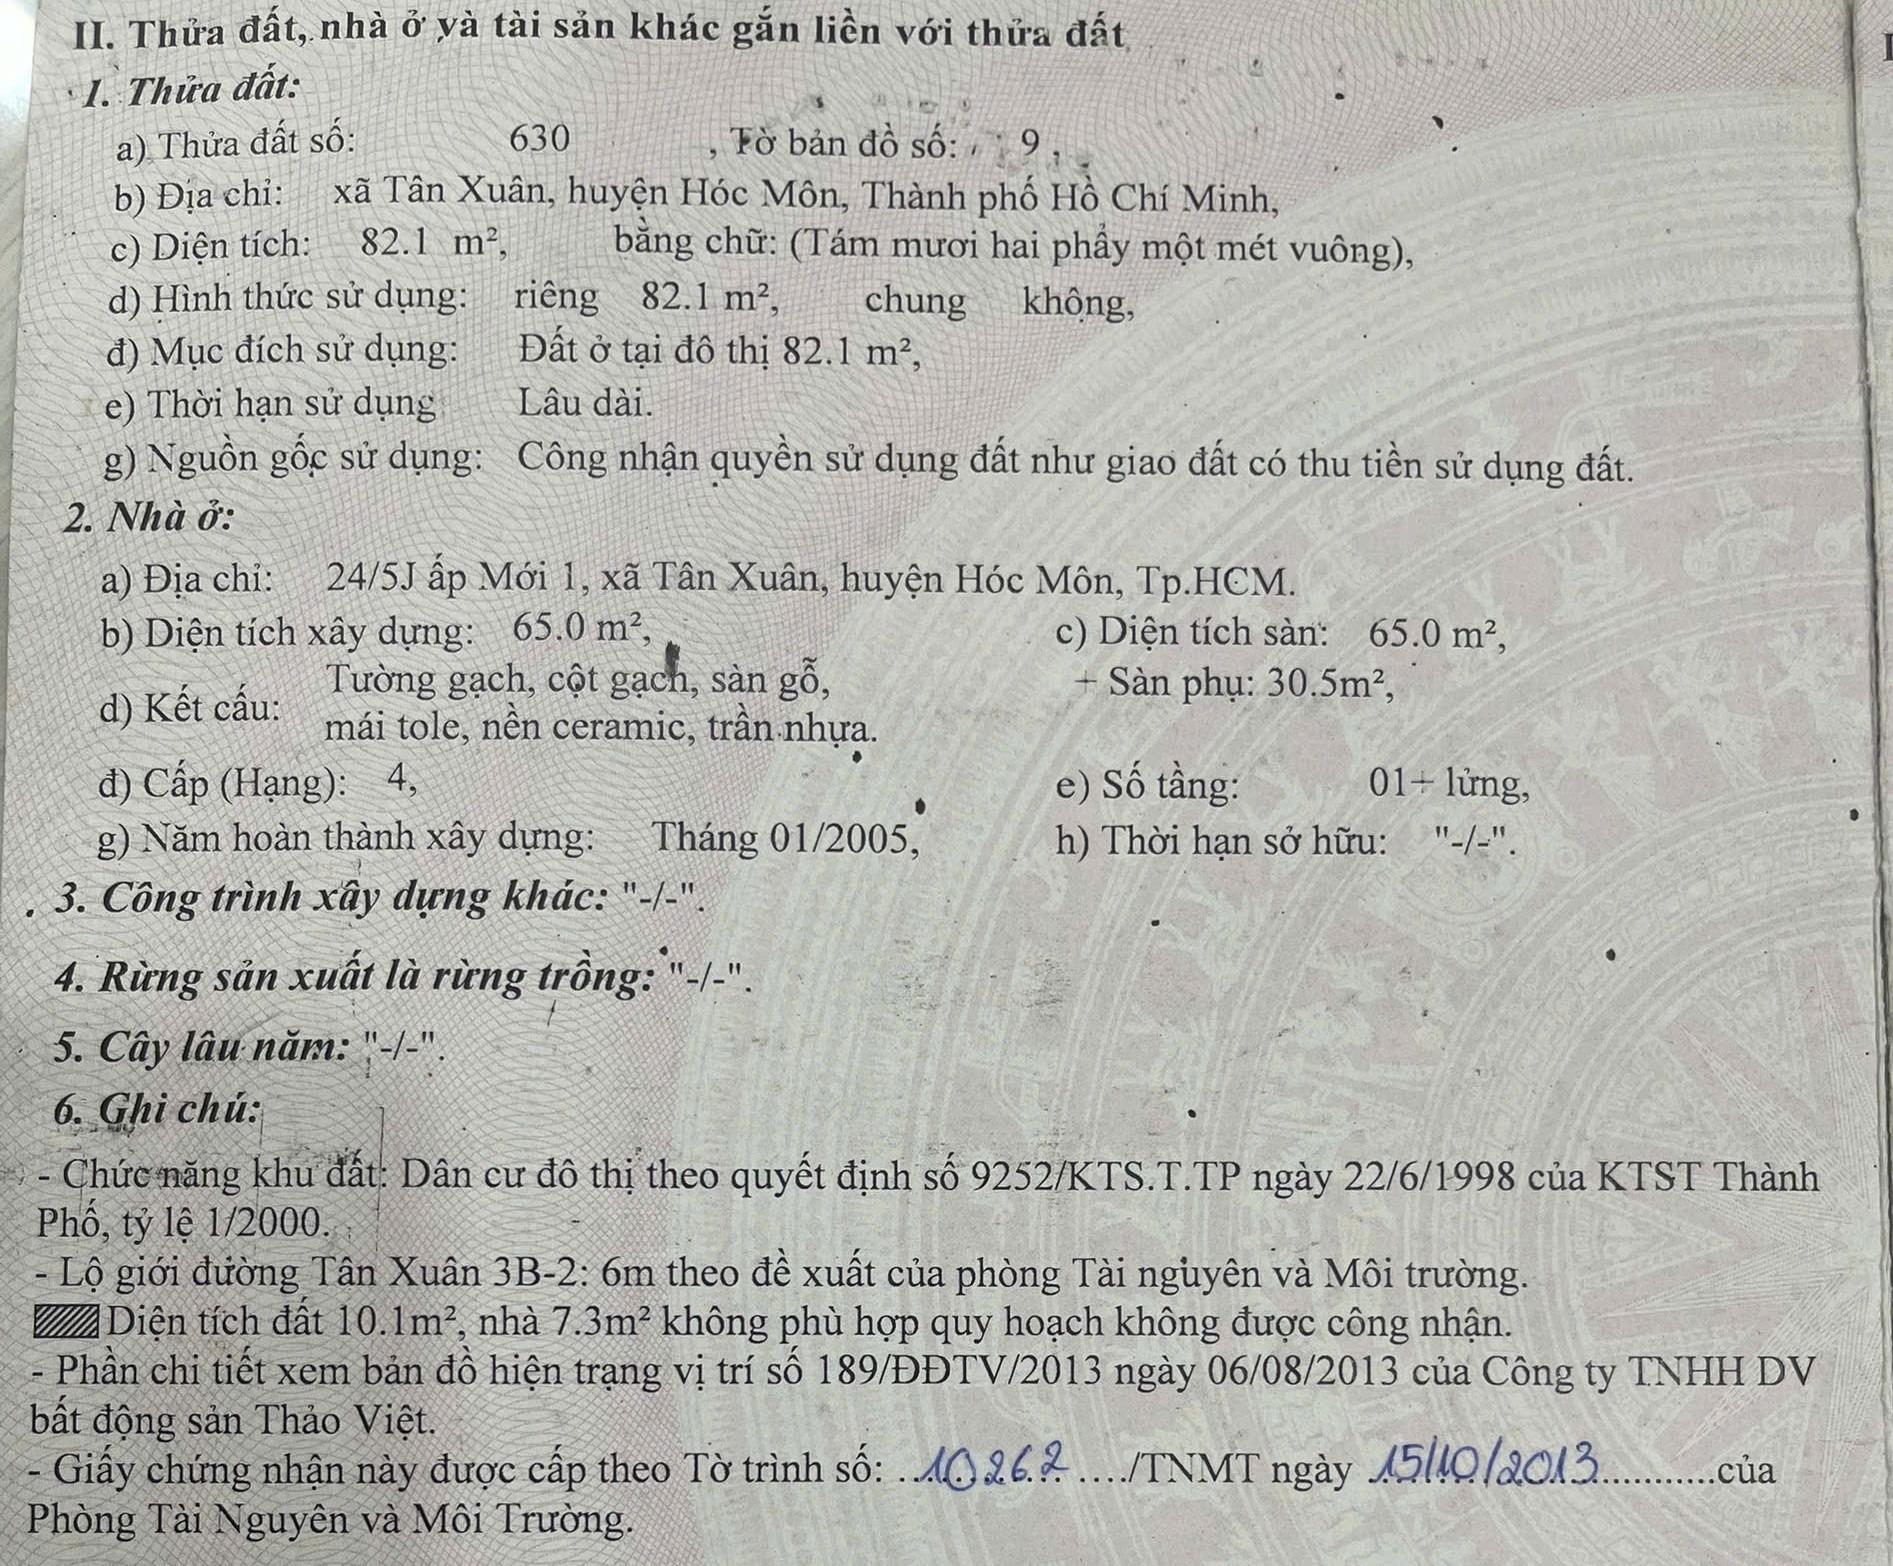 II. Thửa đất, nhà ở và tài sản khác gắn liền với thửa đất
1. Thửa đất:
a) Thửa đất số: 630 , Tờ bản đồ số: 9 ,
b) Địa chỉ: xã Tân Xuân, huyện Hóc Môn, Thành phố Hồ Chí Minh,
c) Diện tích: 82.1 m², bằng chữ: (Tám mươi hai phẩy một mét vuông),
d) Hình thức sử dụng: riêng 82.1 m², chung không,
đ) Mục đích sử dụng: Đất ở tại đô thị 82.1 m²,
e) Thời hạn sử dụng Lâu dài.
g) Nguồn gốc sử dụng: Công nhận quyền sử dụng đất như giao đất có thu tiền sử dụng đất.
2. Nhà ở:
a) Địa chỉ: 24/5J ấp Mới 1, xã Tân Xuân, huyện Hóc Môn, Tp.HCM.
b) Diện tích xây dựng: 65.0 m², c) Diện tích sàn: 65.0 m²,
Tường gạch, cột gạch, sàn gỗ, + Sàn phụ: 30.5m²,
d) Kết cấu: mái tole, nền ceramic, trần nhựa.
đ) Cấp (Hạng): 4, e) Số tầng: 01+ lửng,
g) Năm hoàn thành xây dựng: Tháng 01/2005, h) Thời hạn sở hữu: "-/-".
3. Công trình xây dựng khác: "-/-".
4. Rừng sản xuất là rừng trồng: "-/-".
5. Cây lâu năm: "-/-".
6. Ghi chú:
- Chức năng khu đất: Dân cư đô thị theo quyết định số 9252/KTS.T.TP ngày 22/6/1998 của KTST Thành
Phố, tỷ lệ 1/2000.
- Lộ giới đường Tân Xuân 3B-2: 6m theo đề xuất của phòng Tài nguyên và Môi trường.
Diện tích đất 10.1m², nhà 7.3m² không phù hợp quy hoạch không được công nhận.
- Phần chi tiết xem bản đồ hiện trạng vị trí số 189/ĐĐTV/2013 ngày 06/08/2013 của Công ty TNHH DV
bất động sản Thảo Việt.
- Giấy chứng nhận này được cấp theo Tờ trình số: ..10262..../TNMT ngày .15/10/2013............của
Phòng Tài Nguyên và Môi Trường.